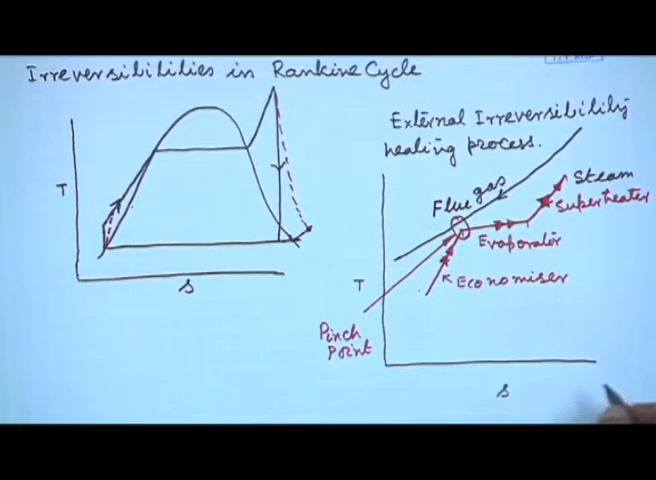 Irreversibilities in Rankine Cycle
External Irreversibility
heating process.
T
s
Flue gas
Steam
Superheater
Evaporator
Economiser
T
Pinch
Point
s